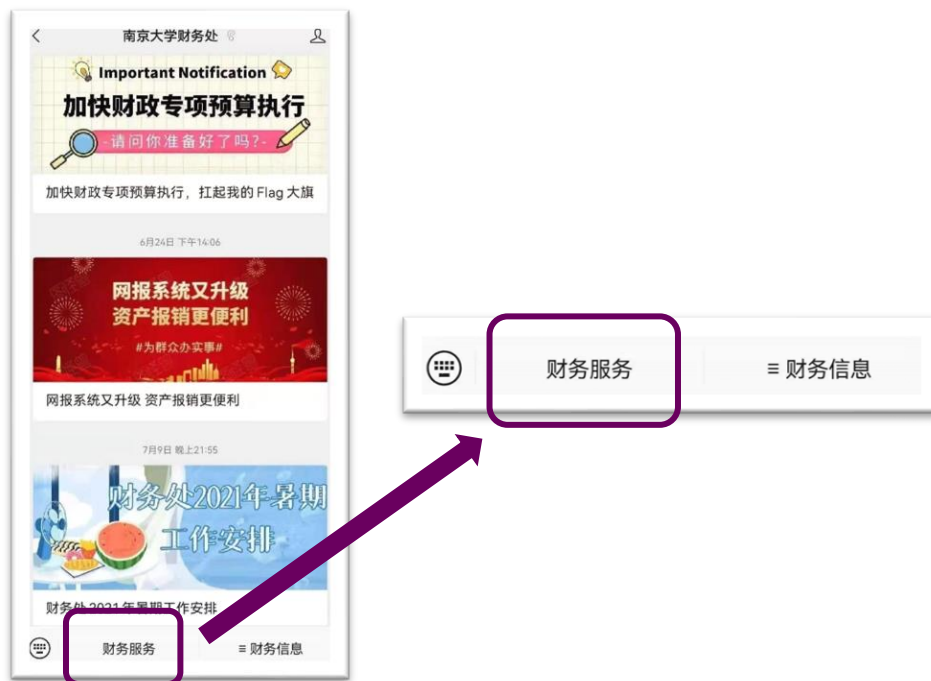 南京大学财务处
Important Notification
加快财政专项预算执行
-请问你准备好了吗?-
加快财政专项预算执行，扛起我的 Flag 大旗
6月24日 下午14:06
网报系统又升级
资产报销更便利
#为群众办实事#
网报系统又升级 资产报销更便利
7月9日 晚上21:55
财务处2021年暑期
工作安排
财务处 2021 年暑期工作安排
财务服务
≡ 财务信息
财务服务
≡ 财务信息